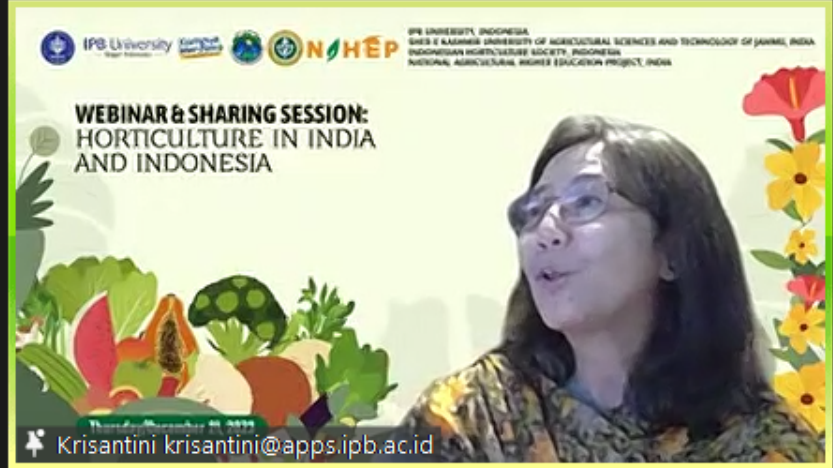 IPB University
NAHEP
IPB UNIVERSITY, INDONESIA
SHER E KASHMIR UNIVERSITY OF AGRICULTURAL SCIENCES AND TECHNOLOGY OF JAMMU, INDIA
INDONESIAN HORTICULTURE SOCIETY, INDONESIA
NATIONAL AGRICULTURAL HIGHER EDUCATION PROJECT, INDIA
WEBINAR & SHARING SESSION:
HORTICULTURE IN INDIA
AND INDONESIA
Krisantini krisantini@apps.ipb.ac.id